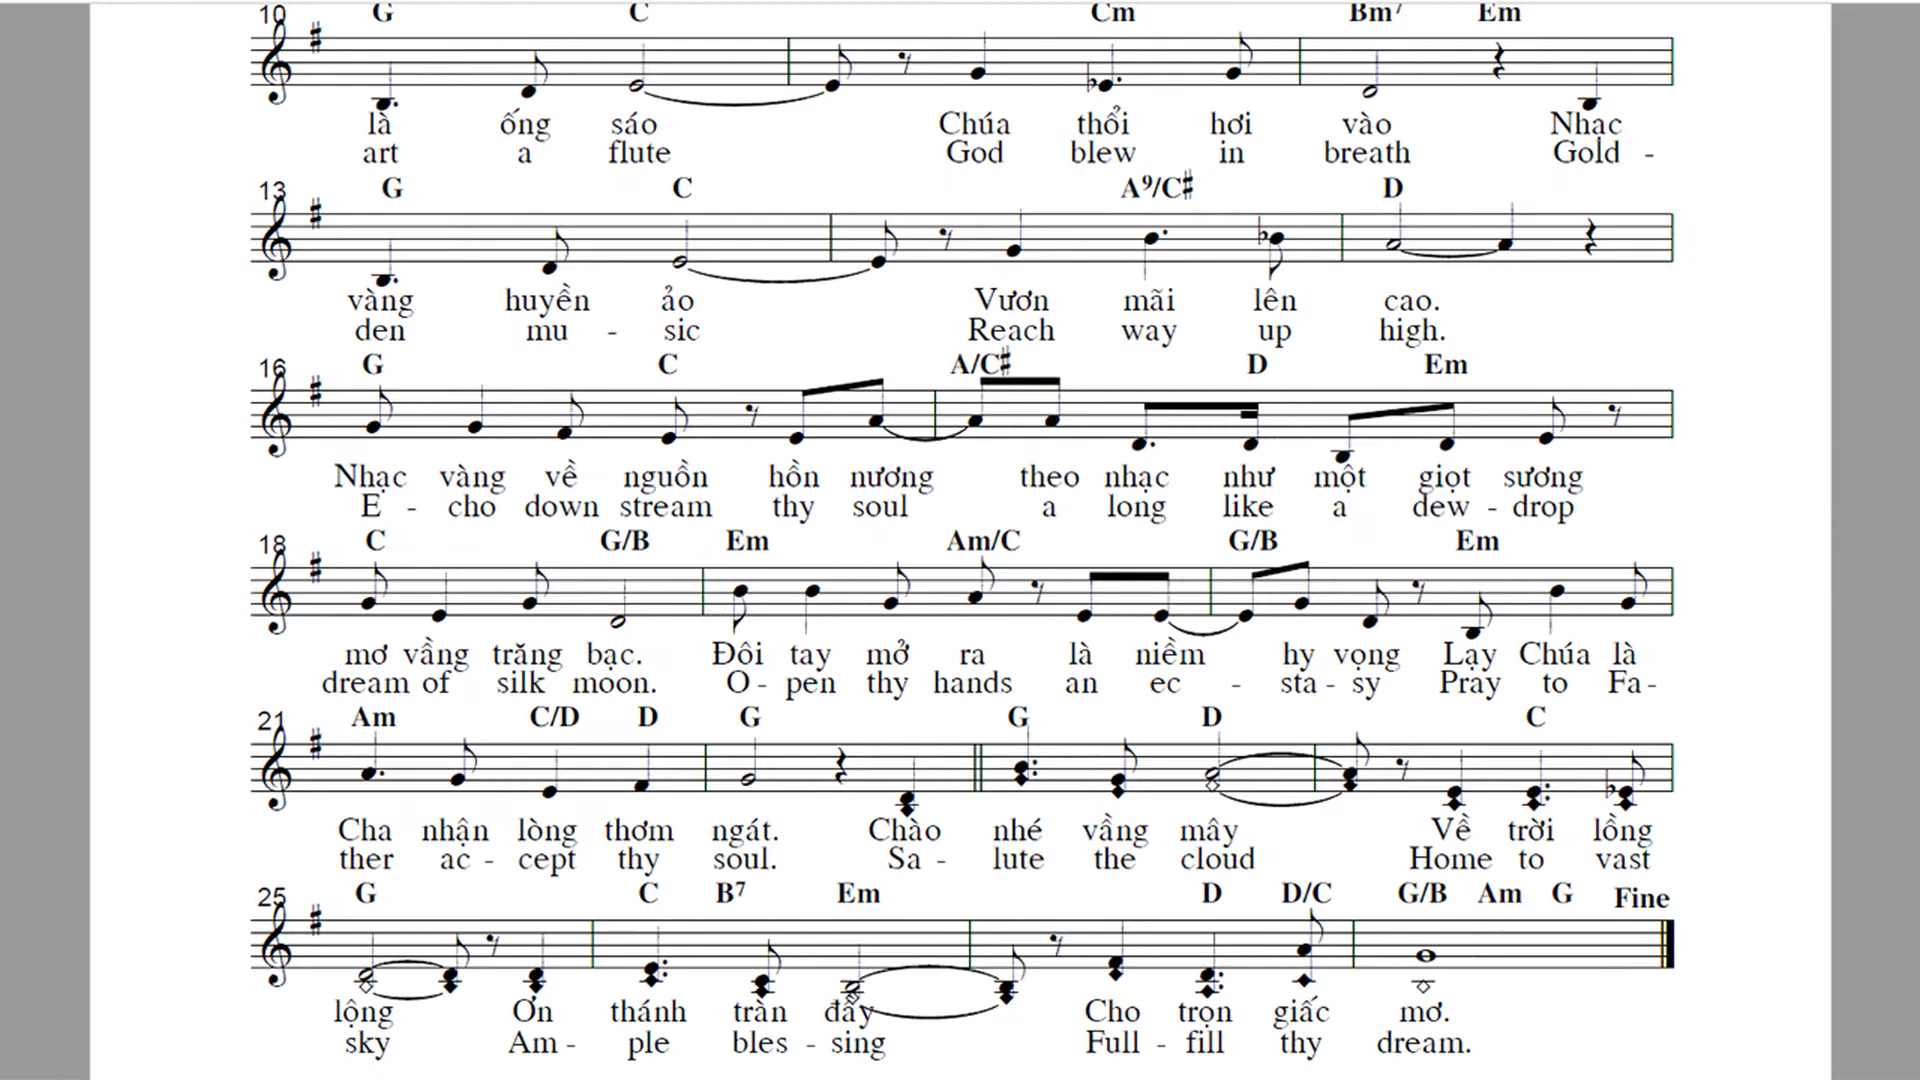 10 G C Cm Bm7 Em
là ống sáo Chúa thổi hơi vào Nhạc
art a flute God blew in breath Gold -
13 G C A9/C# D
vàng huyền ảo Vươn mãi lên cao.
den mu - sic Reach way up high.
16 G C A/C# D Em
Nhạc vàng về nguồn hồn nương theo nhạc như một giọt sương
E - cho down stream thy soul a long like a dew - drop
18 C G/B Em Am/C G/B Em
mơ vầng trăng bạc. Đôi tay mở ra là niềm hy vọng Lạy Chúa là
dream of silk moon. O - pen thy hands an ec - sta - sy Pray to Fa -
21 Am C/D D G G D C
Cha nhận lòng thơm ngát. Chào nhé vầng mây Về trời lồng
ther ac - cept thy soul. Sa - lute the cloud Home to vast
25 G C B7 Em D D/C G/B Am G Fine
lộng Ơn thánh tràn đầy Cho trọn giấc mơ.
sky Am - ple bles - sing Full - fill thy dream.